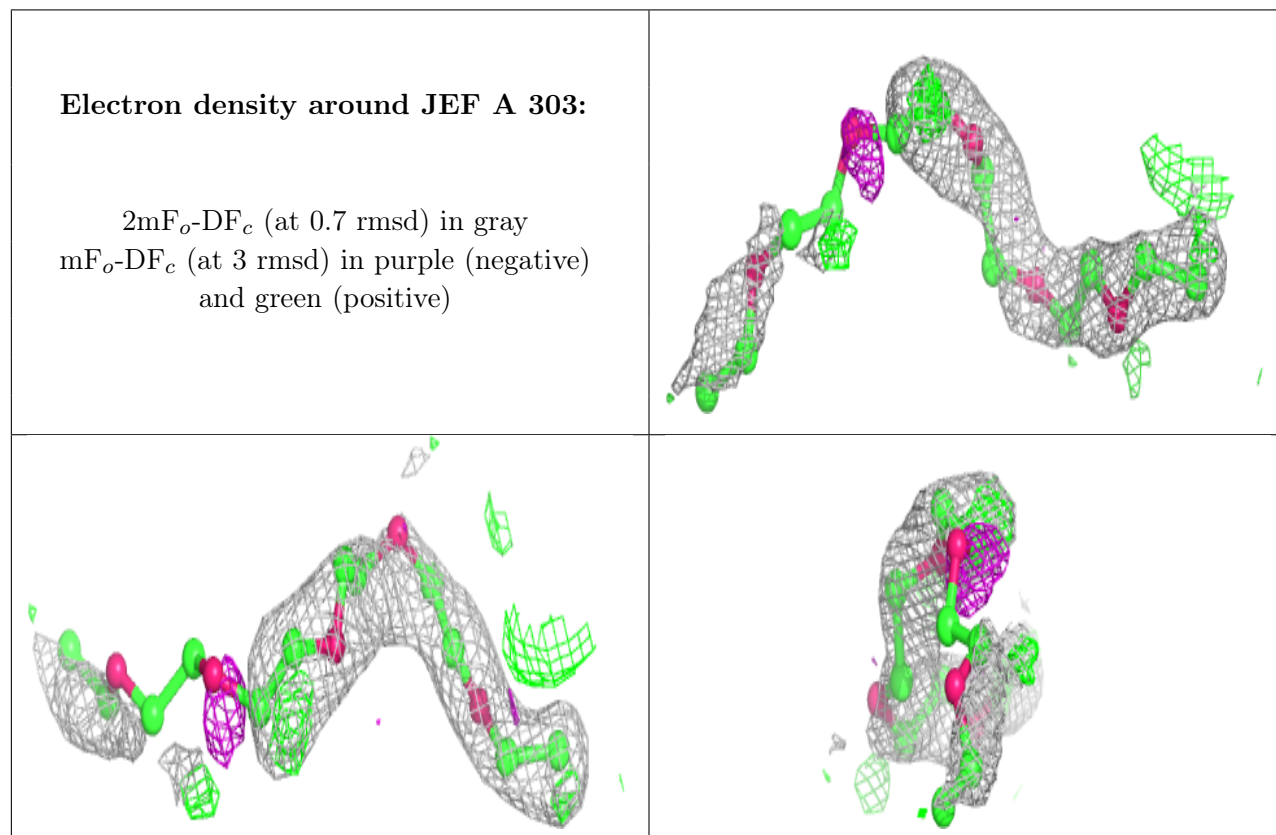 Electron density around JEF A 303:
2mFo-DFc (at 0.7 rmsd) in gray
mFo-DFc (at 3 rmsd) in purple (negative)
and green (positive)